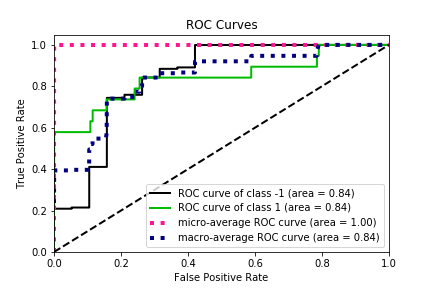 ROC Curves
True Positive Rate
1.0
0.8
0.6
0.4
0.2
0.0
ROC curve of class -1 (area = 0.84)
ROC curve of class 1 (area = 0.84)
micro-average ROC curve (area = 1.00)
macro-average ROC curve (area = 0.84)
0.0 0.2 0.4 0.6 0.8 1.0
False Positive Rate